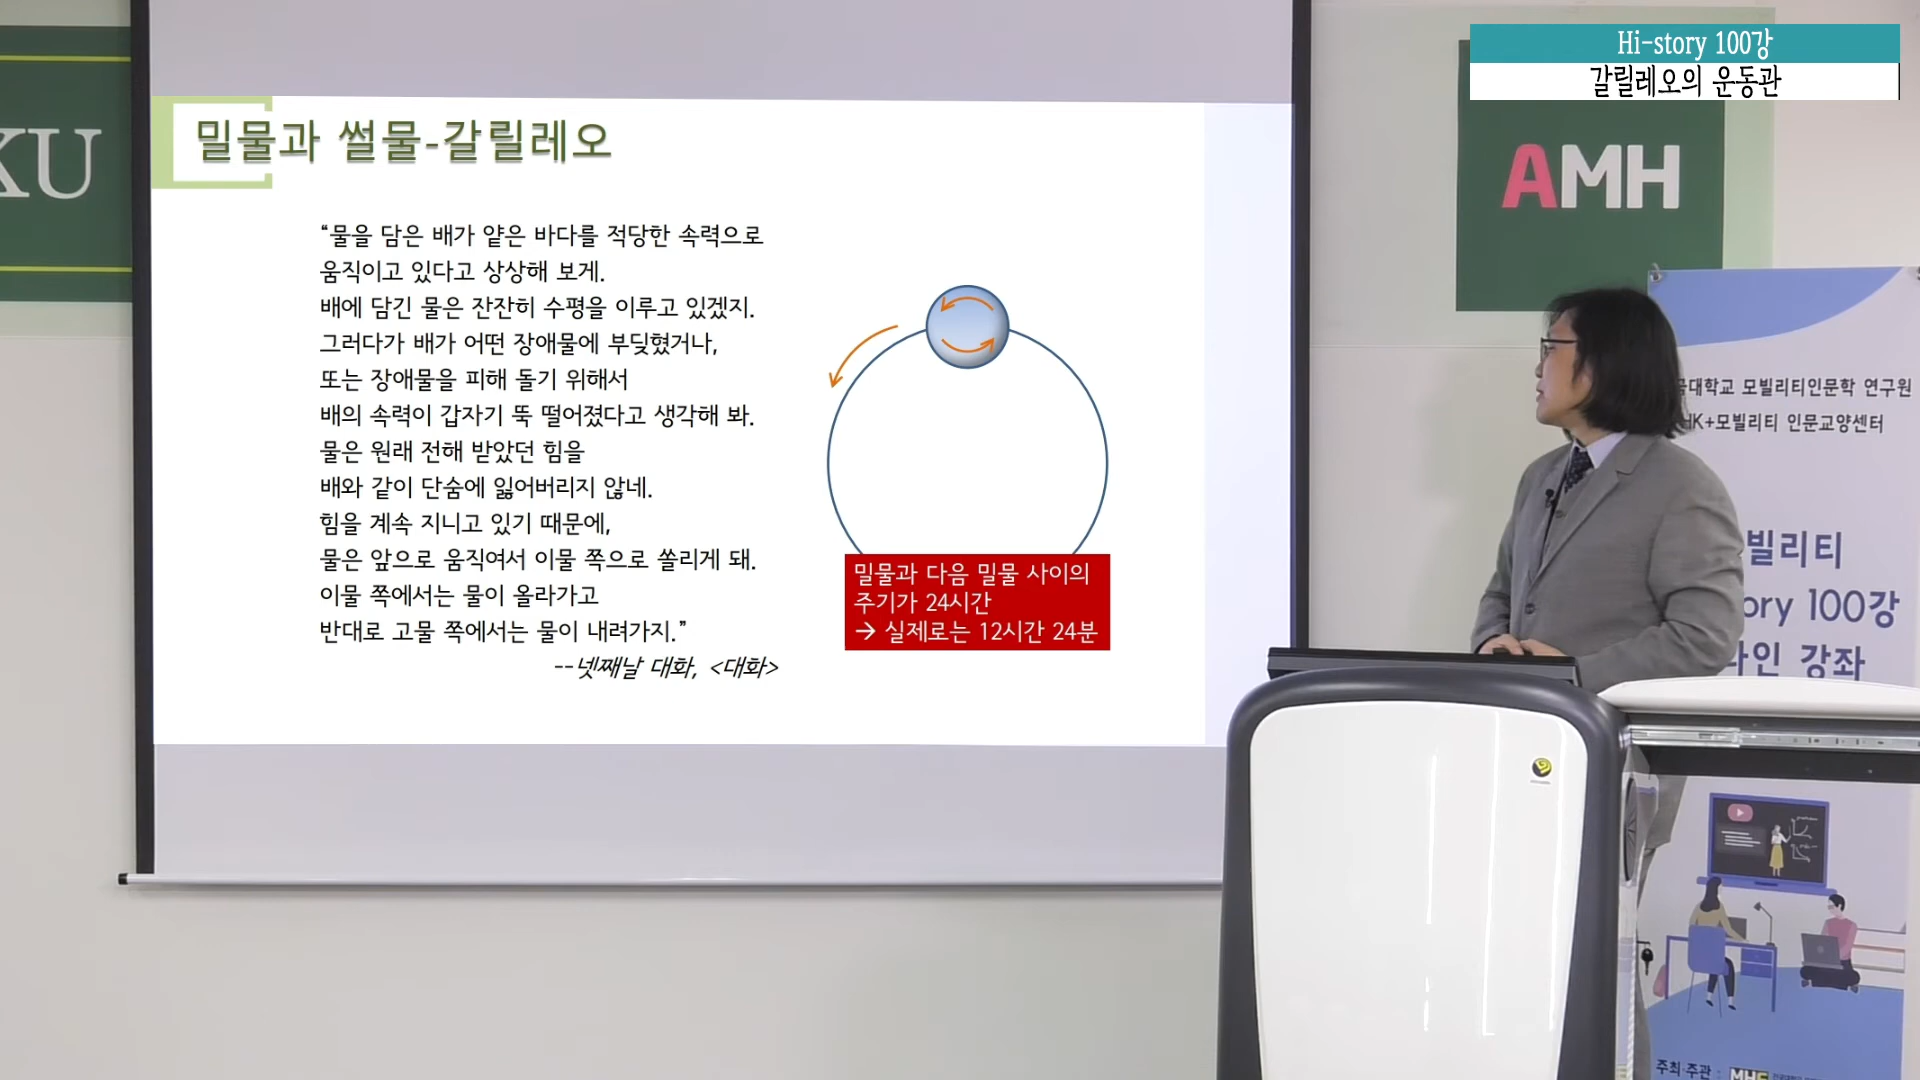 Hi-story 100강
갈릴레오의 운동관
KU
AMH
밀물과 썰물-갈릴레오
“물을 담은 배가 얕은 바다를 적당한 속력으로
움직이고 있다고 상상해 보게.
배에 담긴 물은 잔잔히 수평을 이루고 있겠지.
그러다가 배가 어떤 장애물에 부딪혔거나,
또는 장애물을 피해 돌기 위해서
배의 속력이 갑자기 뚝 떨어졌다고 생각해 봐.
물은 원래 전해 받았던 힘을
배와 같이 단숨에 잃어버리지 않네.
힘을 계속 지니고 있기 때문에,
물은 앞으로 움직여서 이물 쪽으로 쏠리게 돼.
이물 쪽에서는 물이 올라가고
반대로 고물 쪽에서는 물이 내려가지.”
--넷째날 대화, <대화>
밀물과 다음 밀물 사이의
주기가 24시간
→ 실제로는 12시간 24분
국대학교 모빌리티인문학 연구원
HK+모빌리티 인문교양센터
빌리티
ory 100강
라인 강좌
주최·주관 :